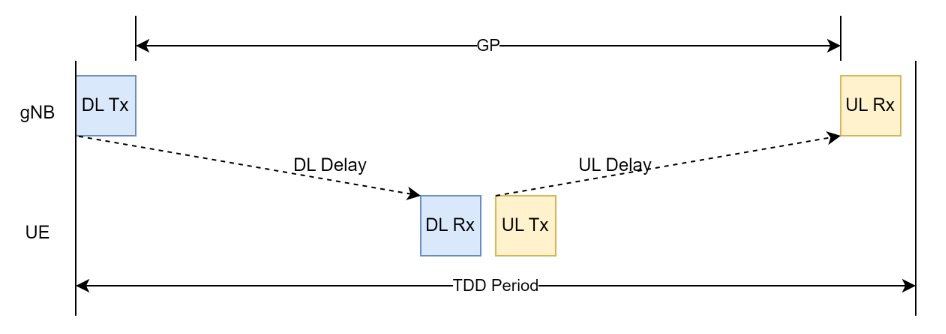 GP
gNB
DL Tx
UL Rx
DL Delay
UL Delay
UE
DL Rx
UL Tx
TDD Period